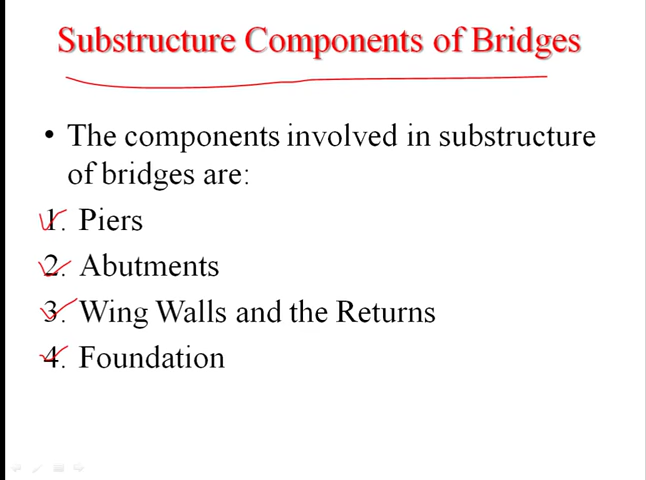 Substructure Components of Bridges
• The components involved in substructure
of bridges are:
1. Piers
2. Abutments
3. Wing Walls and the Returns
4. Foundation